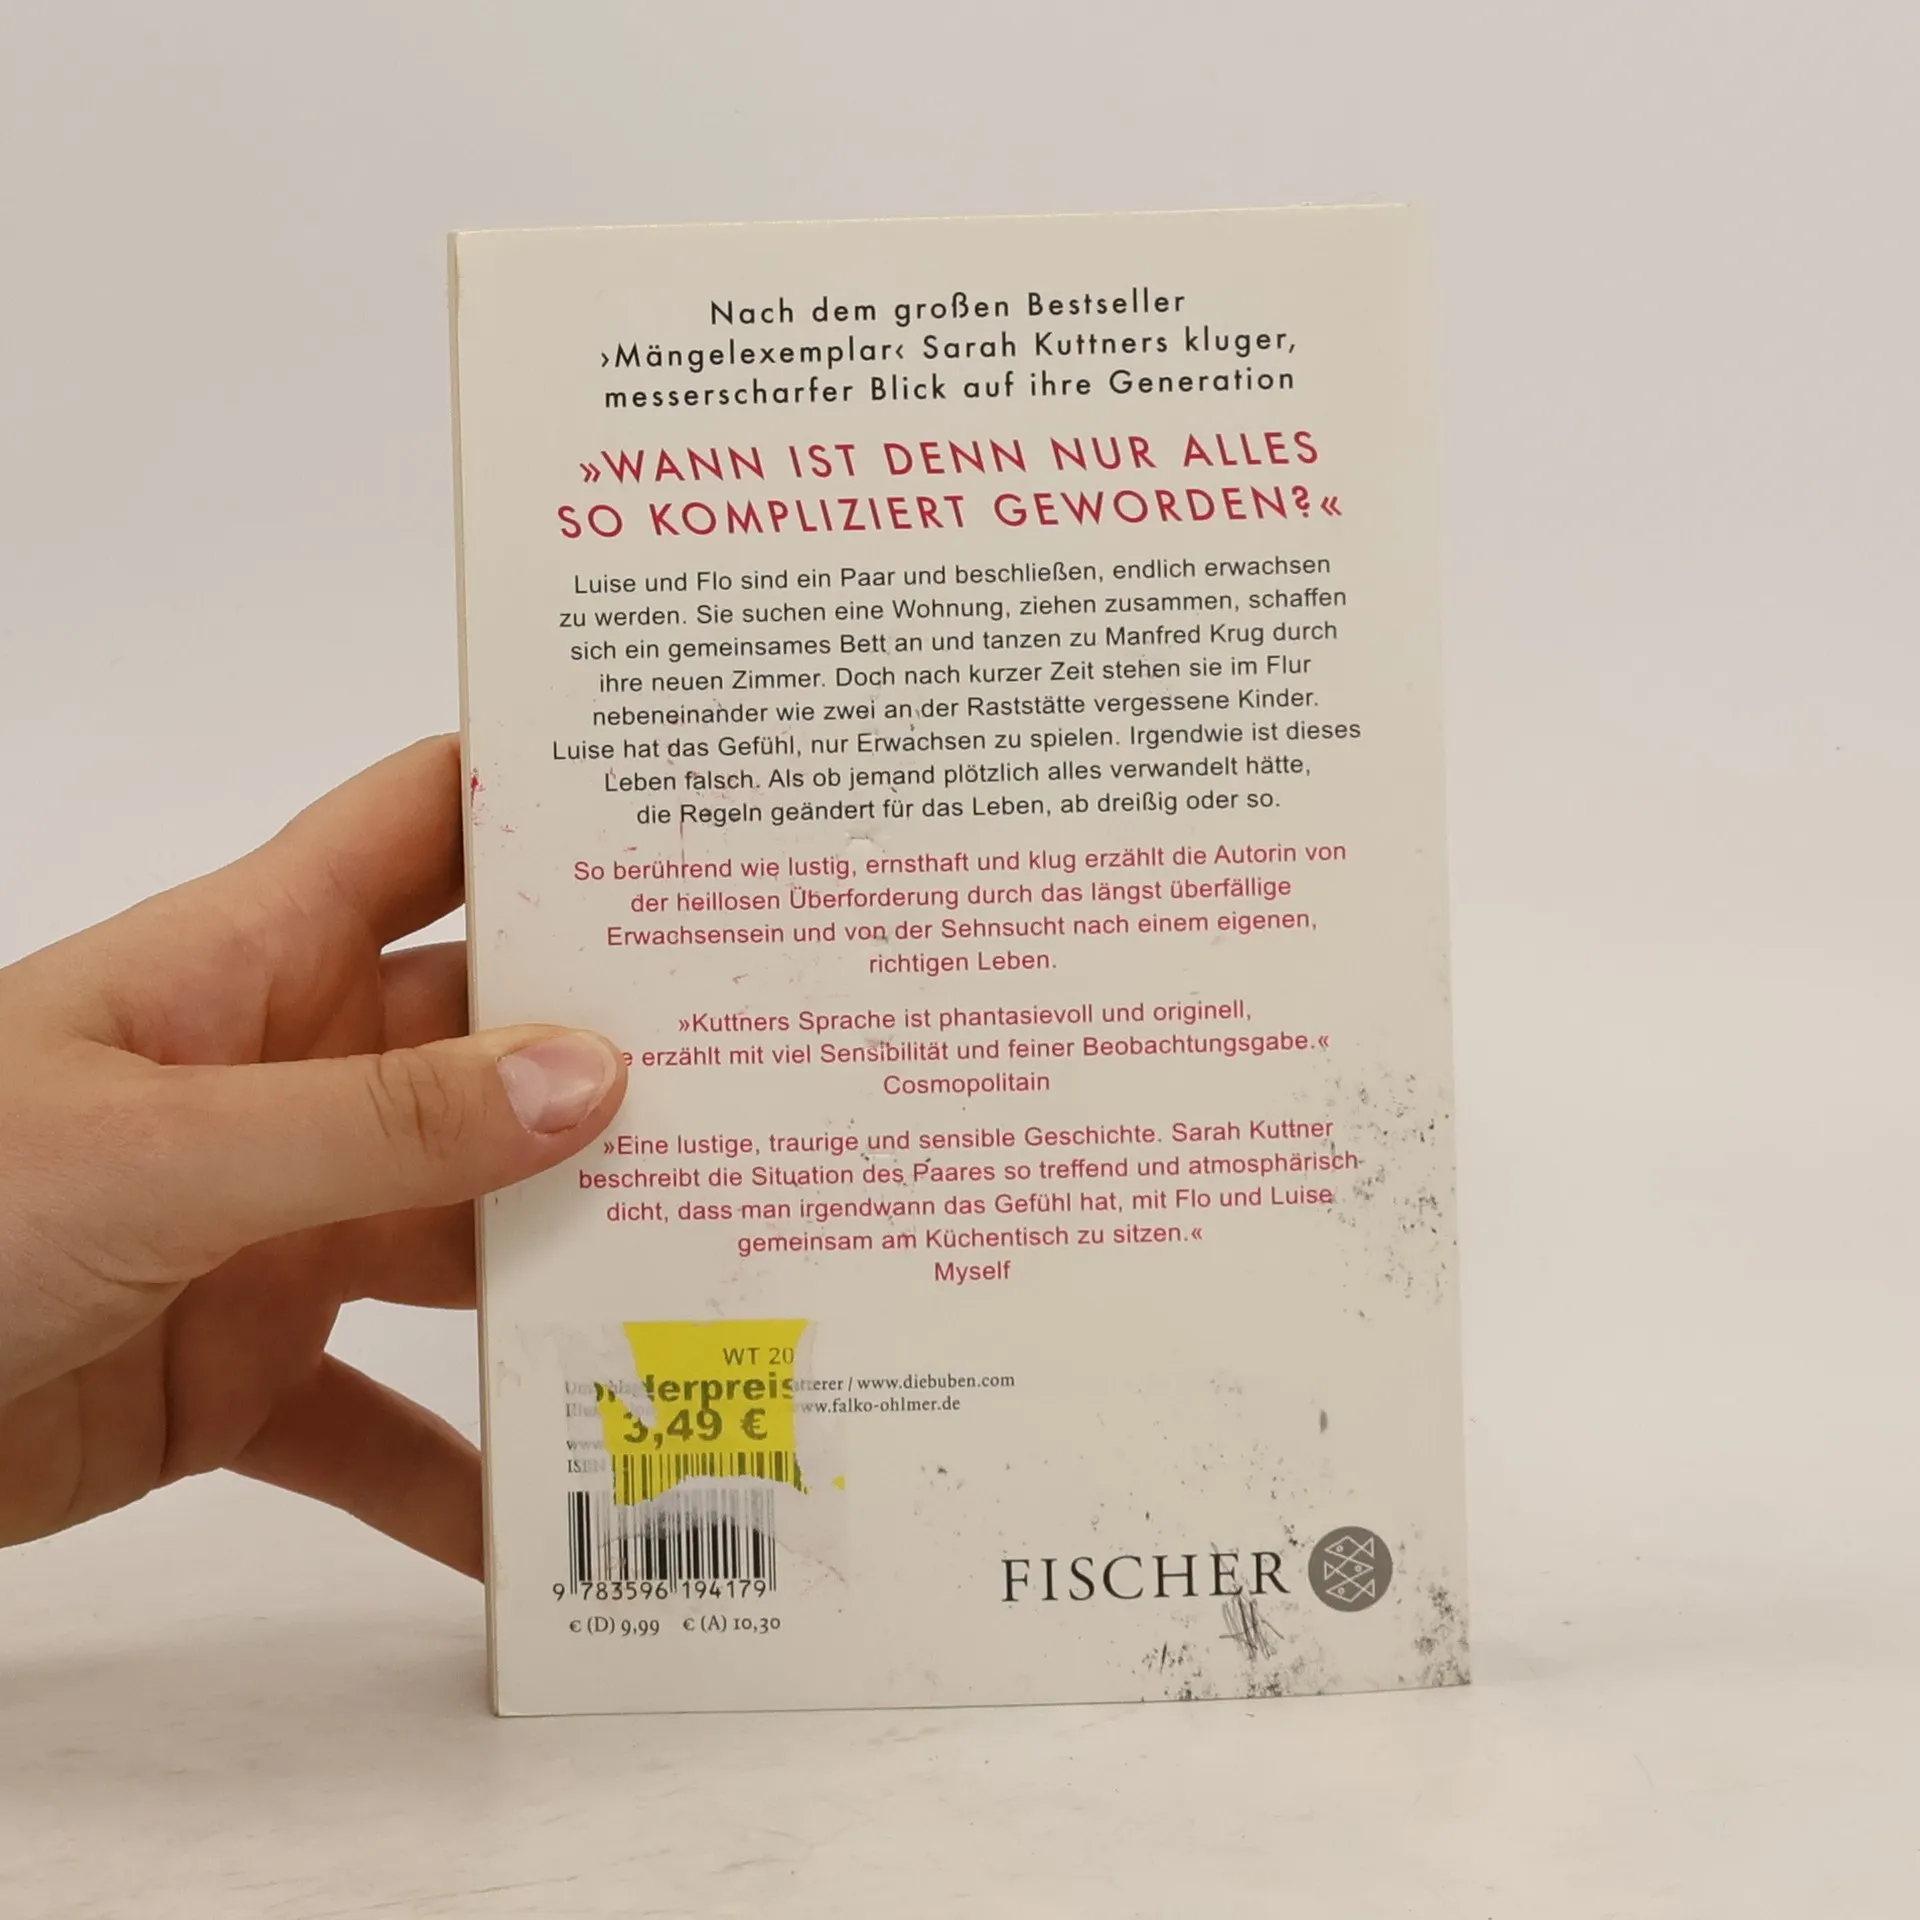 Nach dem großen Bestseller
›Mängelexemplar‹ Sarah Kuttners kluger,
messerscharfer Blick auf ihre Generation
»WANN IST DENN NUR ALLES
SO KOMPLIZIERT GEWORDEN?«
Luise und Flo sind ein Paar und beschließen, endlich erwachsen
zu werden. Sie suchen eine Wohnung, ziehen zusammen, schaffen
sich ein gemeinsames Bett an und tanzen zu Manfred Krug durch
ihre neuen Zimmer. Doch nach kurzer Zeit stehen sie im Flur
nebeneinander wie zwei an der Raststätte vergessene Kinder.
Luise hat das Gefühl, nur Erwachsen zu spielen. Irgendwie ist dieses
Leben falsch. Als ob jemand plötzlich alles verwandelt hätte,
die Regeln geändert für das Leben, ab dreißig oder so.
So berührend wie lustig, ernsthaft und klug erzählt die Autorin von
der heillosen Überforderung durch das längst überfällige
Erwachsensein und von der Sehnsucht nach einem eigenen,
richtigen Leben.
»Kuttners Sprache ist phantasievoll und originell,
erzählt mit viel Sensibilität und feiner Beobachtungsgabe.«
Cosmopolitain
»Eine lustige, traurige und sensible Geschichte. Sarah Kuttner
beschreibt die Situation des Paares so treffend und atmosphärisch
dicht, dass man irgendwann das Gefühl hat, mit Flo und Luise
gemeinsam am Küchentisch zu sitzen.«
Myself
WT 20
derpreis
3,49 €
terer / www.diebuben.com
ww.falko-ohlmer.de
www
ISBN
9 783596 194179
€ (D) 9,99 € (A) 10,30
FISCHER